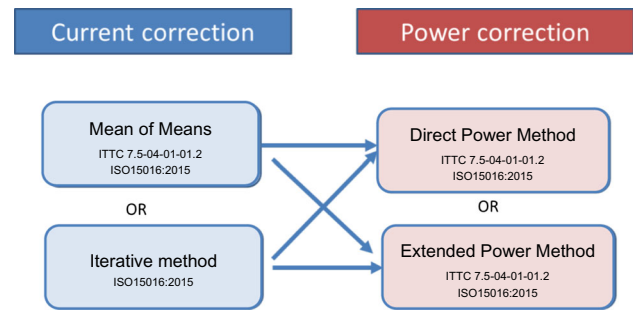 Current correction
Power correction
Mean of Means
ITTC 7.5-04-01-01.2
ISO15016:2015
OR
Iterative method
ISO15016:2015
Direct Power Method
ITTC 7.5-04-01-01.2
ISO15016:2015
OR
Extended Power Method
ITTC 7.5-04-01-01.2
ISO15016:2015